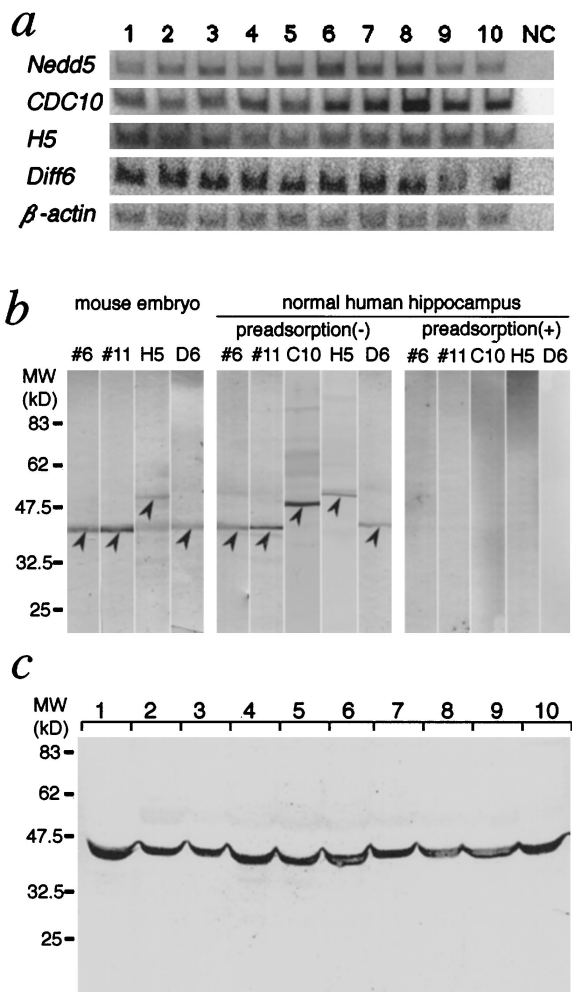 a
1 2 3 4 5 6 7 8 9 10 NC
Nedd5
CDC10
H5
Diff6
β-actin
b
mouse embryo normal human hippocampus
preadsorption(-) preadsorption(+)
#6 #11 H5 D6 #6 #11 C10 H5 D6 #6 #11 C10 H5 D6
MW
(kD)
83
62
47.5
32.5
25
c
MW
(kD)
1 2 3 4 5 6 7 8 9 10
83
62
47.5
32.5
25